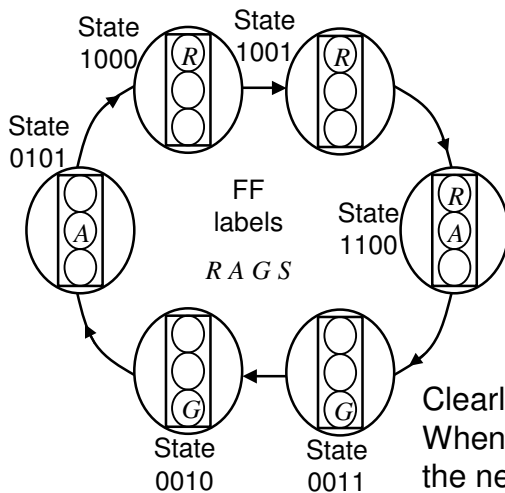 State
1000
R
State
1001
R
State
0101
A
FF
labels
R A G S
State
1100
R
A
G
State
0010
G
State
0011
Clearl
When
the ne